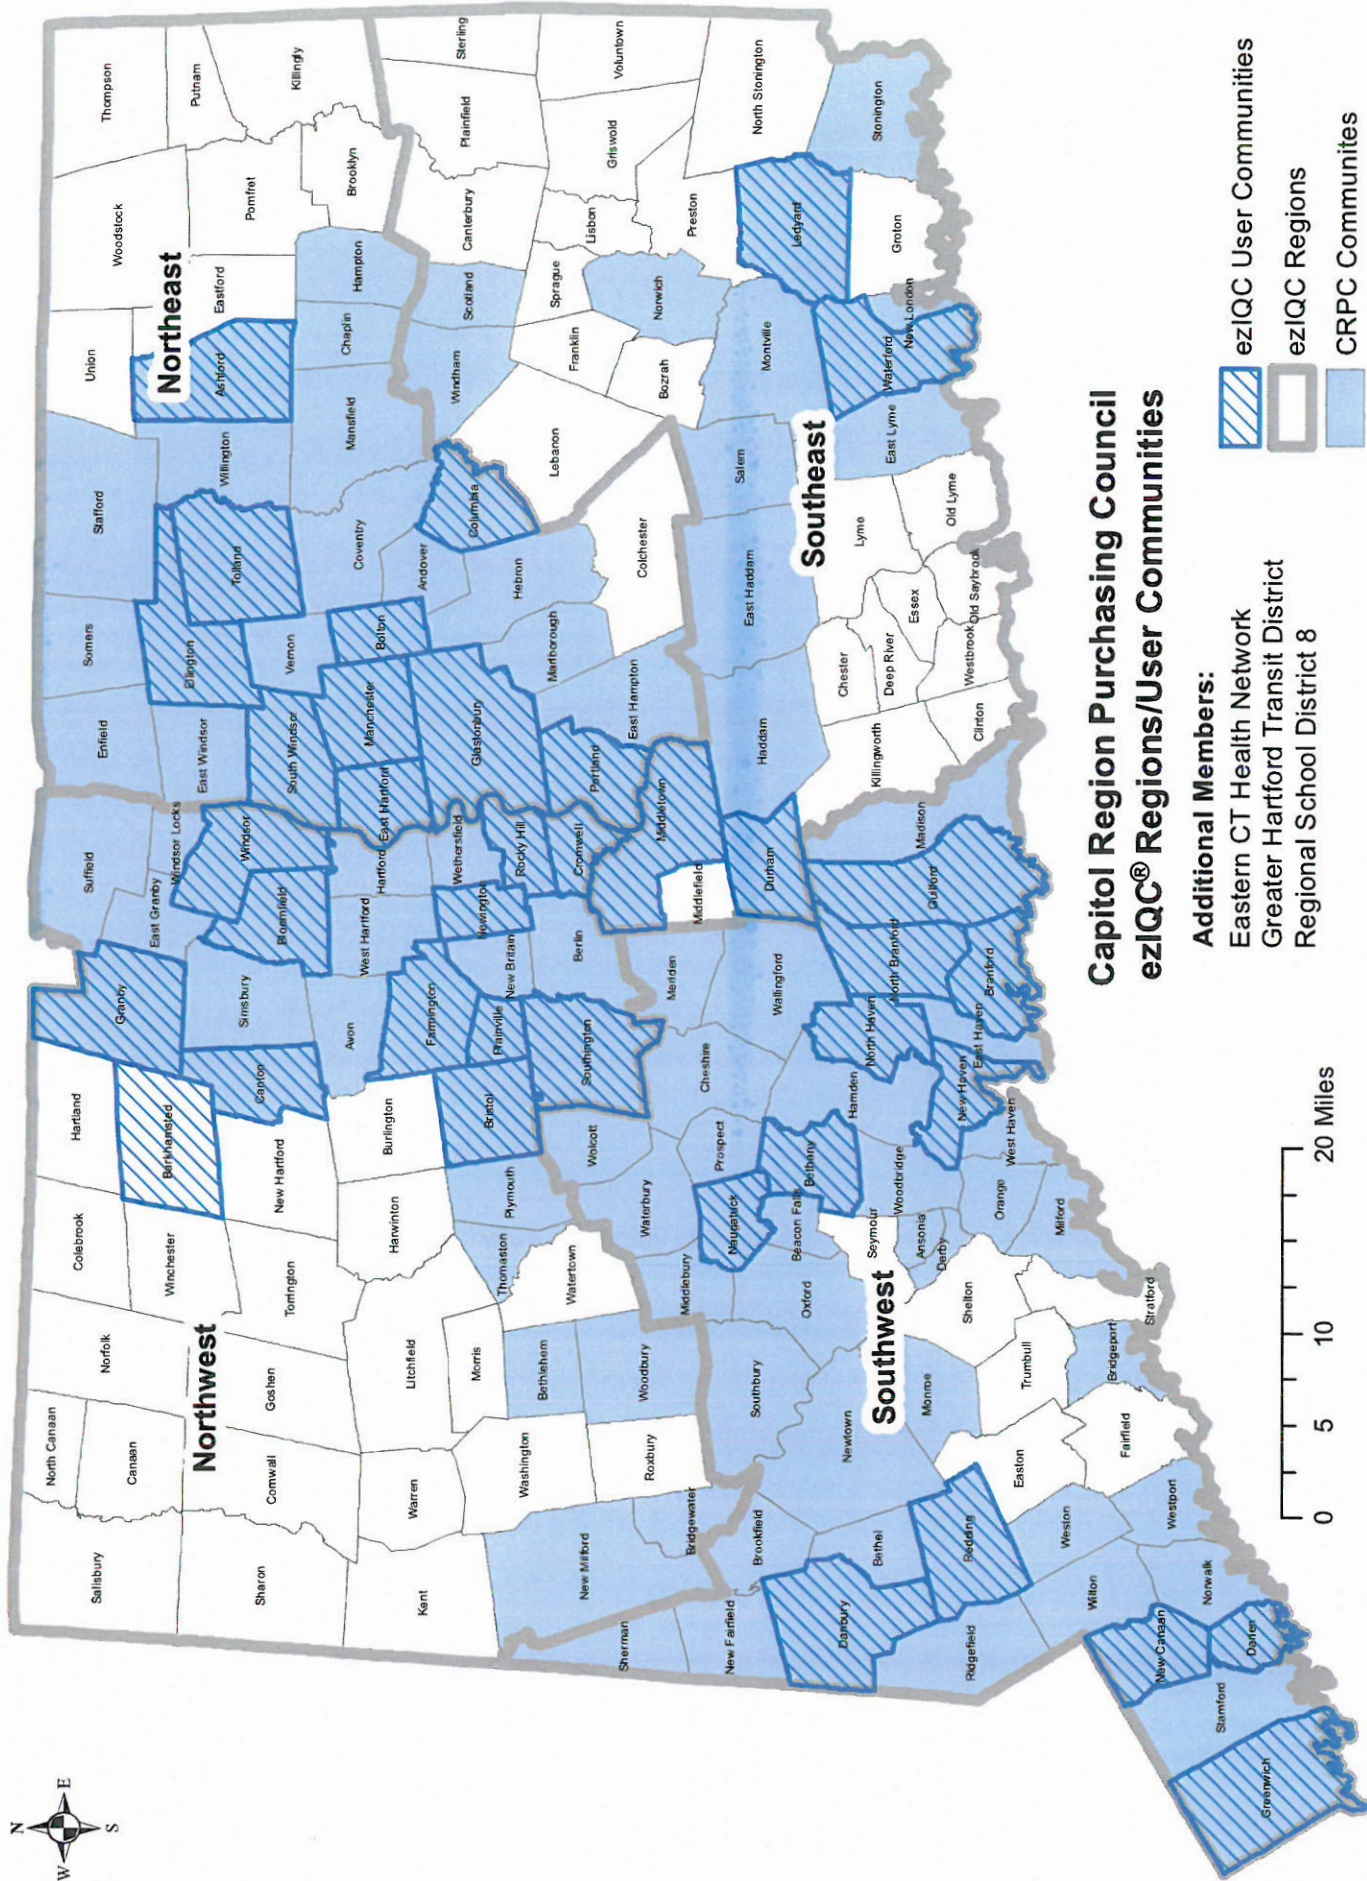 N
W
E
S
Northwest
Northeast
Southwest
Southeast
Salisbury
North Canaan
Canaan
Norfolk
Colebrook
Hartland
Granby
Suffield
Enfield
Somers
Stafford
Union
Woodstock
Thompson
Putnam
Killingly
Pomfret
Eastford
Ashford
Willington
Tolland
Ellington
East Windsor
Windsor Locks
East Granby
Windsor
Simsbury
Bloomfield
Barkhamsted
Winchester
Sharon
Cornwall
Goshen
Torrington
New Hartford
Canton
Avon
West Hartford
Hartford
East Hartford
South Windsor
Manchester
Vernon
Bolton
Coventry
Mansfield
Chaplin
Hampton
Brooklyn
Sterling
Plainfield
Canterbury
Scotland
Windham
Columbia
Andover
Hebron
Glastonbury
Marlborough
Wethersfield
Newington
Rocky Hill
Farmington
New Britain
Plainville
Bristol
Burlington
Harwinton
Litchfield
Morris
Warren
Kent
Washington
Bethlehem
Watertown
Thomaston
Plymouth
Wolcott
Southington
Berlin
Cromwell
Portland
East Hampton
Colchester
Lebanon
Franklin
Sprague
Lisbon
Griswold
Voluntown
Preston
Norwich
Bozrah
Montville
Salem
East Haddam
Haddam
Middletown
Middlefield
Durham
Meriden
Wallingford
Cheshire
Prospect
Waterbury
Middlebury
Naugatuck
Woodbury
Roxbury
Bridgewater
New Milford
Sherman
New Fairfield
Brookfield
Southbury
Newtown
Oxford
Beacon Falls
Bethany
Hamden
North Haven
North Branford
Guilford
Madison
Killingworth
Chester
Deep River
Essex
Lyme
Old Lyme
East Lyme
Waterford
New London
Ledyard
Groton
North Stonington
Stonington
Clinton
Westbrook
Old Saybrook
Branford
East Haven
New Haven
West Haven
Woodbridge
Orange
Milford
Ansonia
Derby
Seymour
Shelton
Monroe
Trumbull
Stratford
Bridgeport
Fairfield
Easton
Redding
Bethel
Danbury
Ridgefield
Weston
Westport
Wilton
Norwalk
New Canaan
Darien
Stamford
Greenwich
Capitol Region Purchasing Council
ezIQC® Regions/User Communities
Additional Members:
Eastern CT Health Network
Greater Hartford Transit District
Regional School District 8
ezIQC User Communities
ezIQC Regions
CRPC Communites
0 5 10 20 Miles